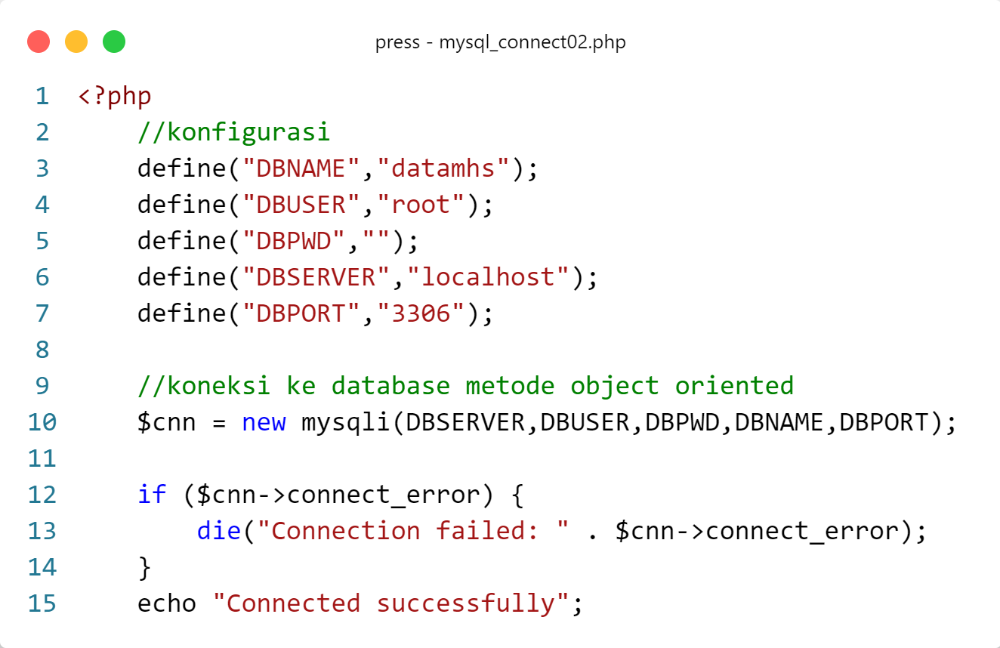 press - mysql_connect02.php
1 <?php
2 //konfigurasi
3 define("DBNAME","datamhs");
4 define("DBUSER","root");
5 define("DBPWD","");
6 define("DBSERVER","localhost");
7 define("DBPORT","3306");
8
9 //koneksi ke database metode object oriented
10 $cnn = new mysqli(DBSERVER,DBUSER,DBPWD,DBNAME,DBPORT);
11
12 if ($cnn->connect_error) {
13 die("Connection failed: " . $cnn->connect_error);
14 }
15 echo "Connected successfully";